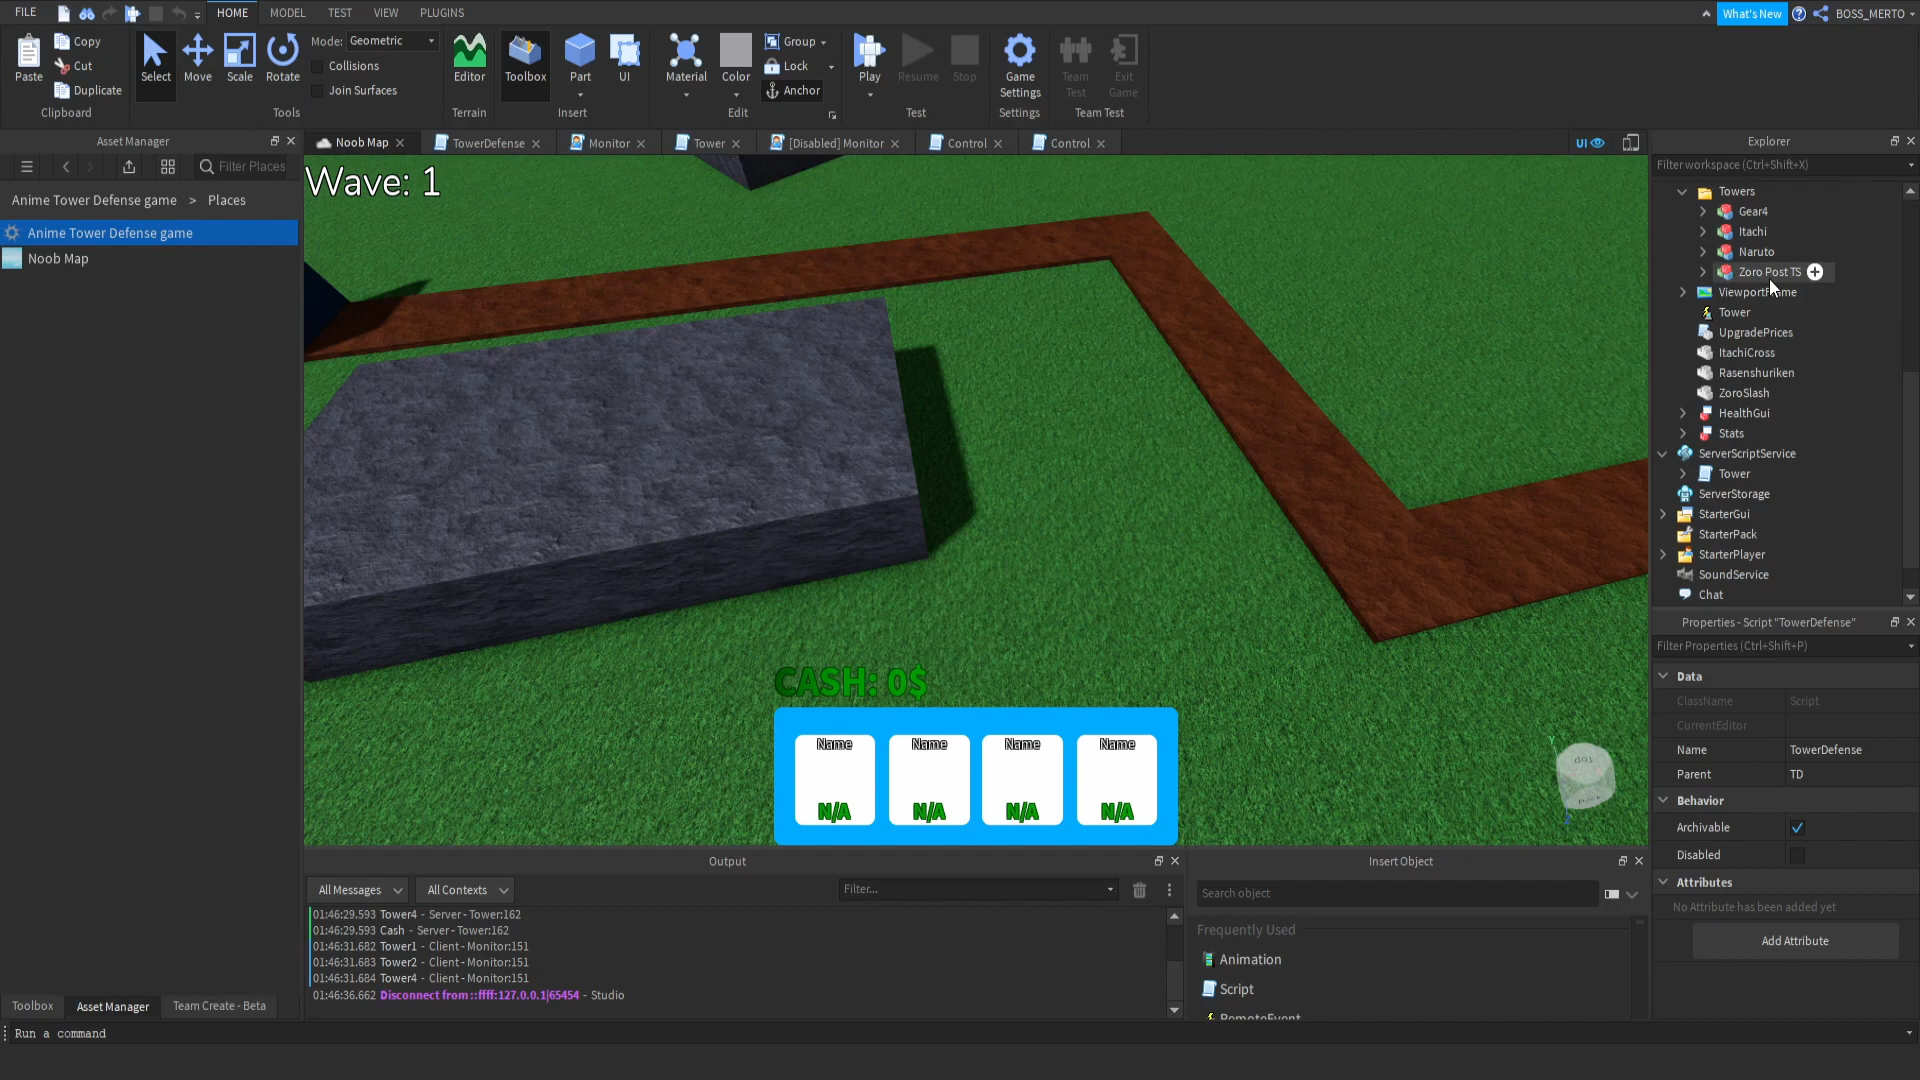 FILE
HOME
MODEL
TEST
VIEW
PLUGINS
What's New
BOSS_MERTO
Paste
Copy
Cut
Duplicate
Clipboard
Select
Move
Scale
Rotate
Mode: Geometric
Collisions
Join Surfaces
Tools
Editor
Terrain
Toolbox
Part
UI
Insert
Material
Color
Group
Lock
Anchor
Edit
Play
Resume
Stop
Test
Game Settings
Settings
Team Test
Exit Game
Team Test
Asset Manager
Filter Places
Anime Tower Defense game > Places
Anime Tower Defense game
Noob Map
Noob Map
TowerDefense
Monitor
Tower
[Disabled] Monitor
Control
Control
UI
Wave: 1
CASH: 0$
Name
Name
Name
Name
N/A
N/A
N/A
N/A
TOP
Explorer
Filter workspace (Ctrl+Shift+X)
Towers
Gear4
Itachi
Naruto
Zoro Post TS
ViewportFrame
Tower
UpgradePrices
ItachiCross
Rasenshuriken
ZoroSlash
HealthGui
Stats
ServerScriptService
Tower
ServerStorage
StarterGui
StarterPack
StarterPlayer
SoundService
Chat
Properties - Script "TowerDefense"
Filter Properties (Ctrl+Shift+P)
Data
ClassName Script
CurrentEditor
Name TowerDefense
Parent TD
Behavior
Archivable
Disabled
Attributes
No Attribute has been added yet
Add Attribute
Output
All Messages
All Contexts
Filter...
01:46:29.593 Tower4 - Server - Tower:162
01:46:29.593 Cash - Server - Tower:162
01:46:31.682 Tower1 - Client - Monitor:151
01:46:31.683 Tower2 - Client - Monitor:151
01:46:31.684 Tower4 - Client - Monitor:151
01:46:36.662 Disconnect from ::ffff:127.0.0.1|65454 - Studio
Insert Object
Search object
Frequently Used
Animation
Script
RemoteEvent
Toolbox
Asset Manager
Team Create - Beta
Run a command